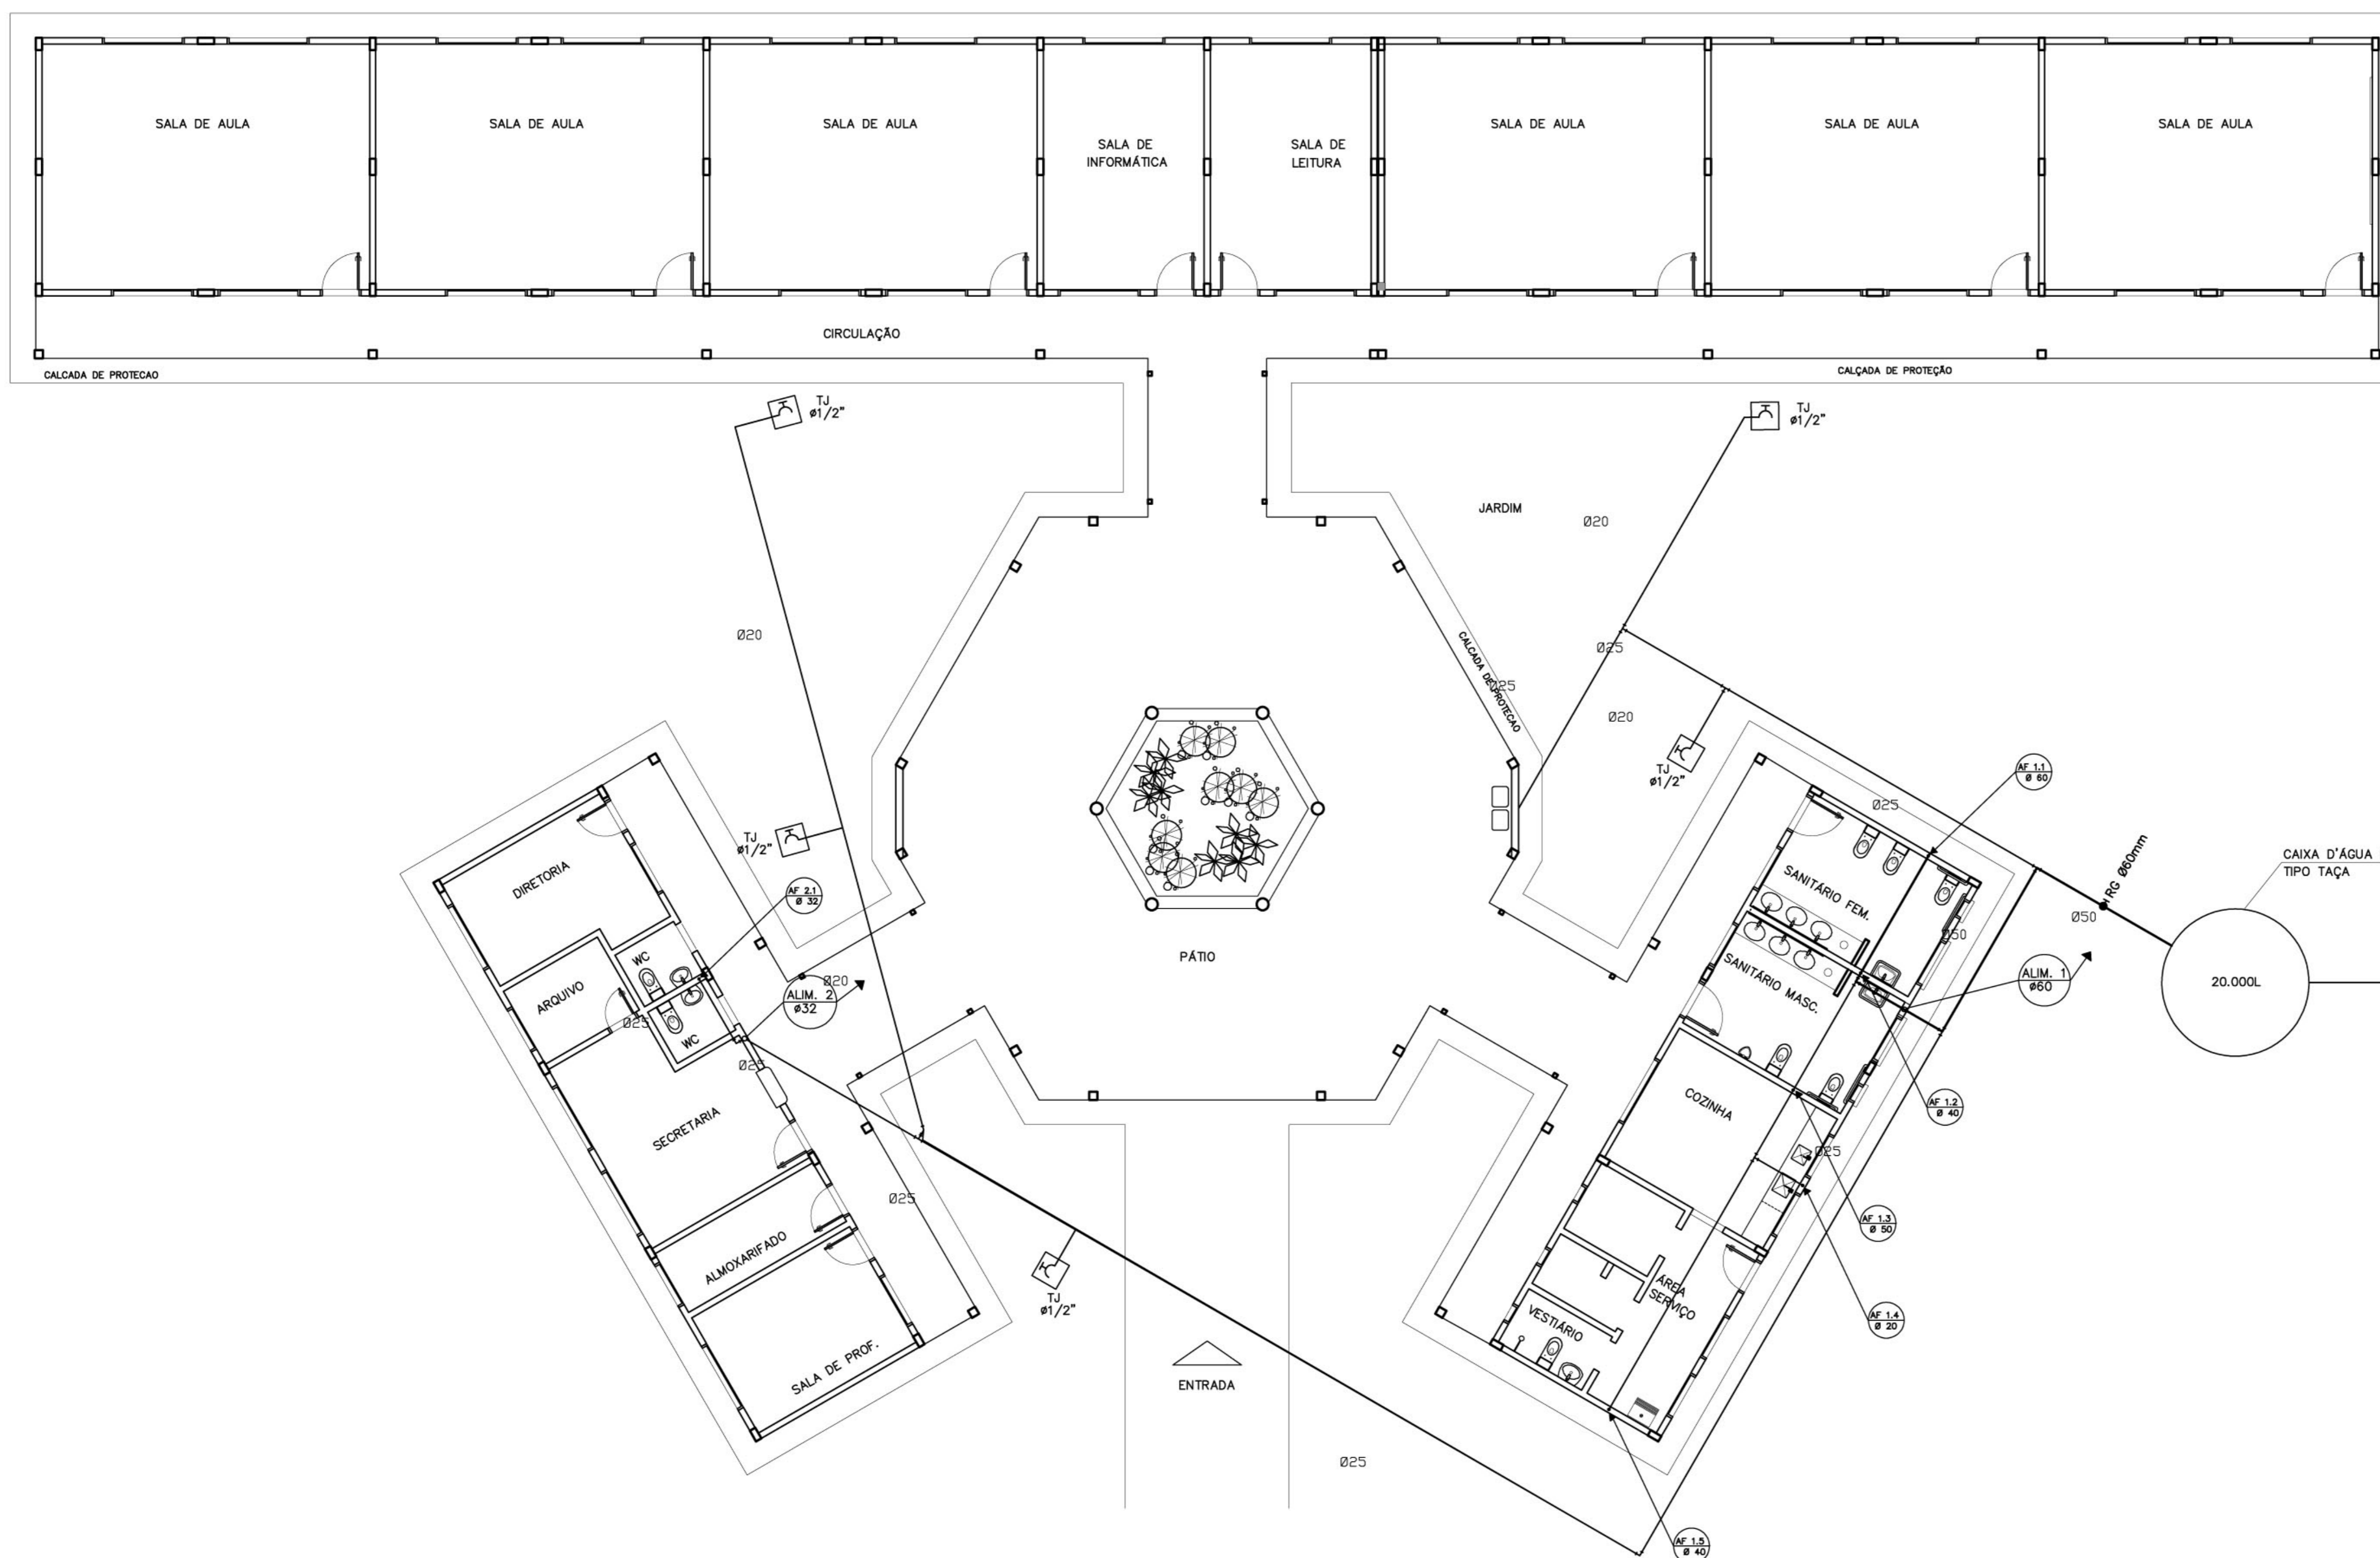 SALA DE AULA
SALA DE AULA
SALA DE AULA
SALA DE
INFORMÁTICA
SALA DE
LEITURA
SALA DE AULA
SALA DE AULA
SALA DE AULA
CIRCULAÇÃO
CALCADA DE PROTECAO
CALÇADA DE PROTEÇÃO
TJ
ø1/2"
TJ
ø1/2"
JARDIM
Ø20
Ø20
CALCADA DE PROTECAO
Ø25
Ø25
Ø20
TJ
ø1/2"
AF 1.1
Ø 60
Ø25
RG Ø60mm
CAIXA D'ÁGUA
TIPO TAÇA
Ø50
Ø50
20.000L
ALIM. 1
ø60
TJ
ø1/2"
DIRETORIA
AF 2.1
Ø 32
WC
ARQUIVO
Ø25
WC
Ø20
ALIM. 2
ø32
Ø25
PÁTIO
SANITÁRIO FEM.
SANITÁRIO MASC.
COZINHA
AF 1.2
Ø 40
Ø25
SECRETARIA
Ø25
ALMOXARIFADO
SALA DE PROF.
TJ
ø1/2"
ENTRADA
AF 1.3
Ø 50
ÁREA
SERVIÇO
VESTIÁRIO
AF 1.4
Ø 20
Ø25
AF 1.5
Ø 40